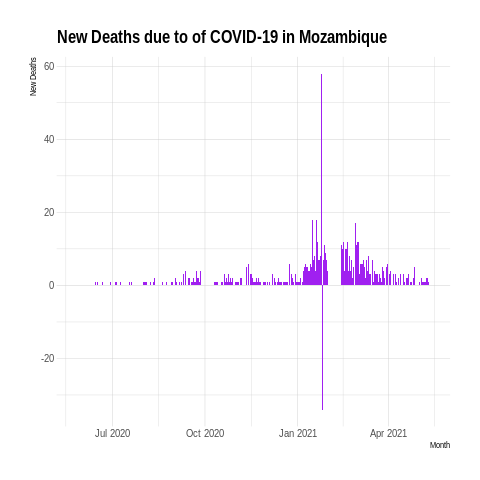 New Deaths due to of COVID-19 in Mozambique
New Deaths
60
40
20
0
-20
Jul 2020 Oct 2020 Jan 2021 Apr 2021
Month